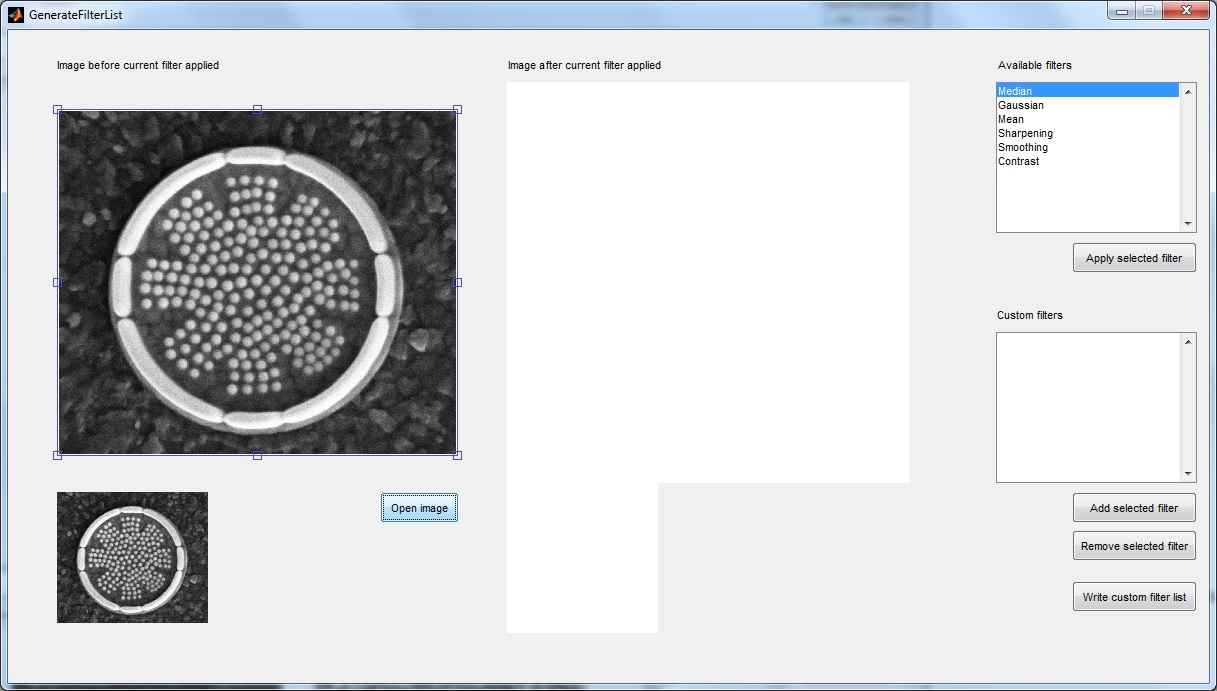 GenerateFilterList
Image before current filter applied
Image after current filter applied
Available filters
Median
Gaussian
Mean
Sharpening
Smoothing
Contrast
Apply selected filter
Custom filters
Open image
Add selected filter
Remove selected filter
Write custom filter list